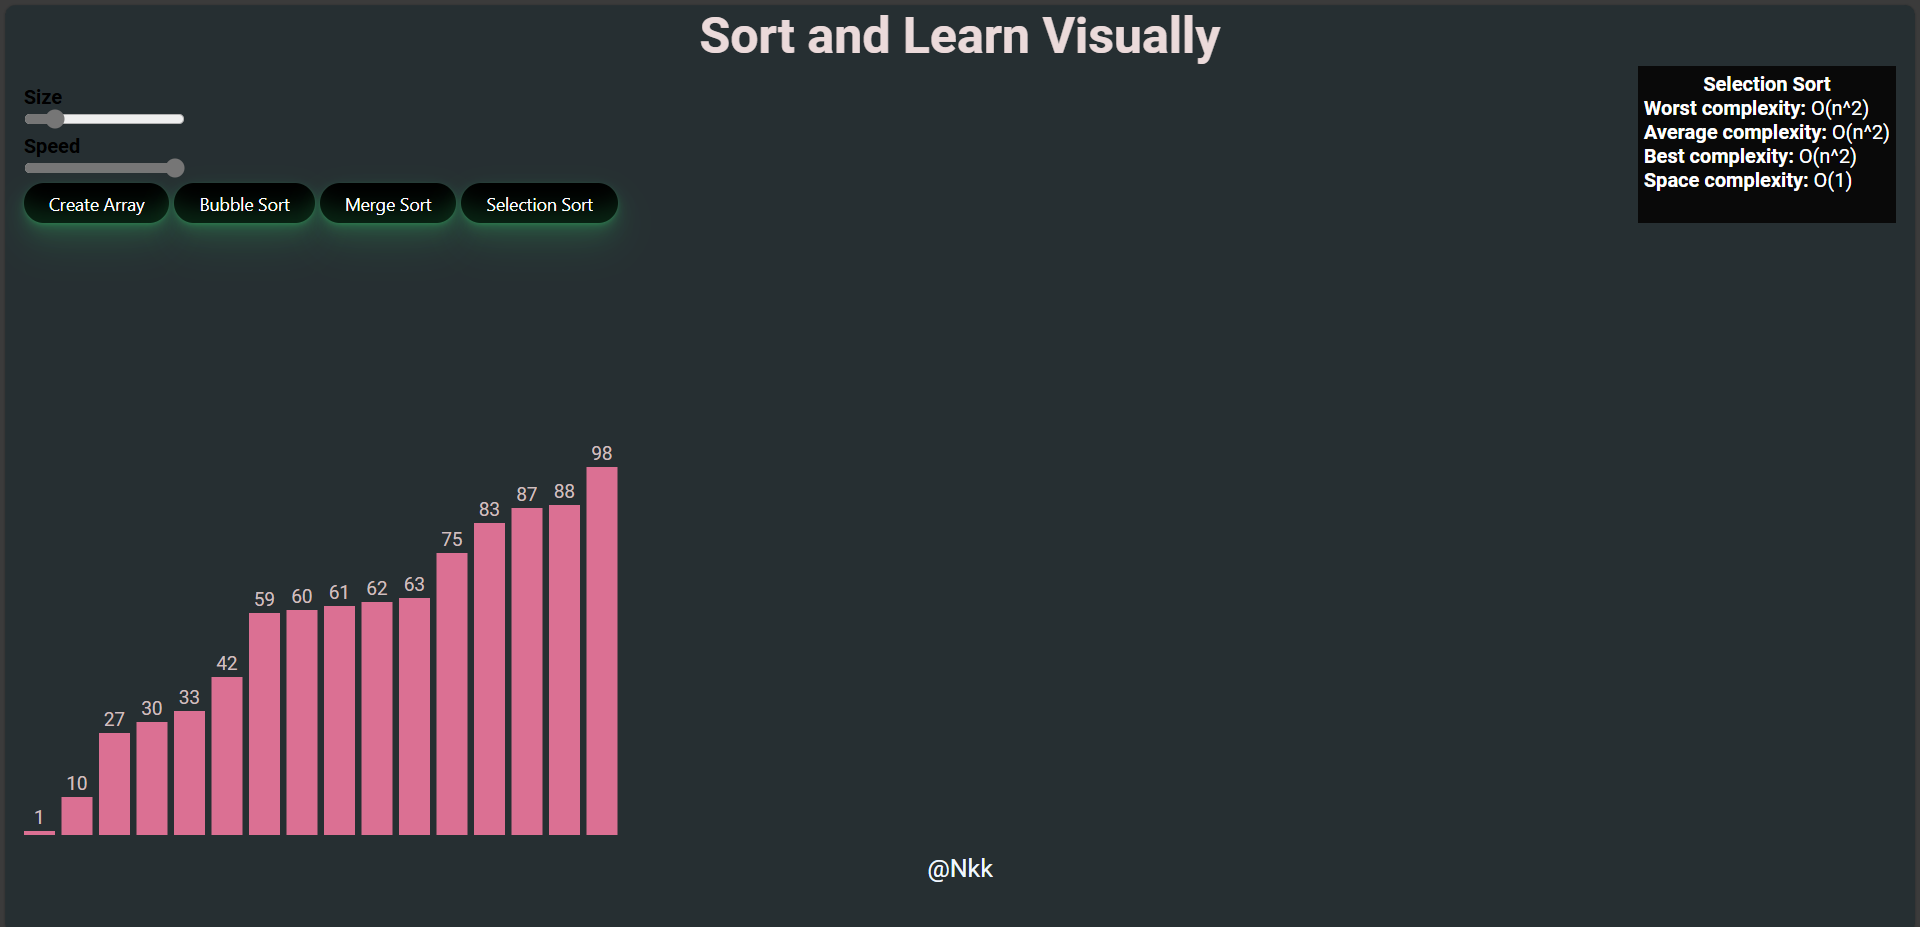 Sort and Learn Visually
Size
Speed
Create Array Bubble Sort Merge Sort Selection Sort
Selection Sort
Worst complexity: O(n^2)
Average complexity: O(n^2)
Best complexity: O(n^2)
Space complexity: O(1)
1 10 27 30 33 42 59 60 61 62 63 75 83 87 88 98
@Nkk